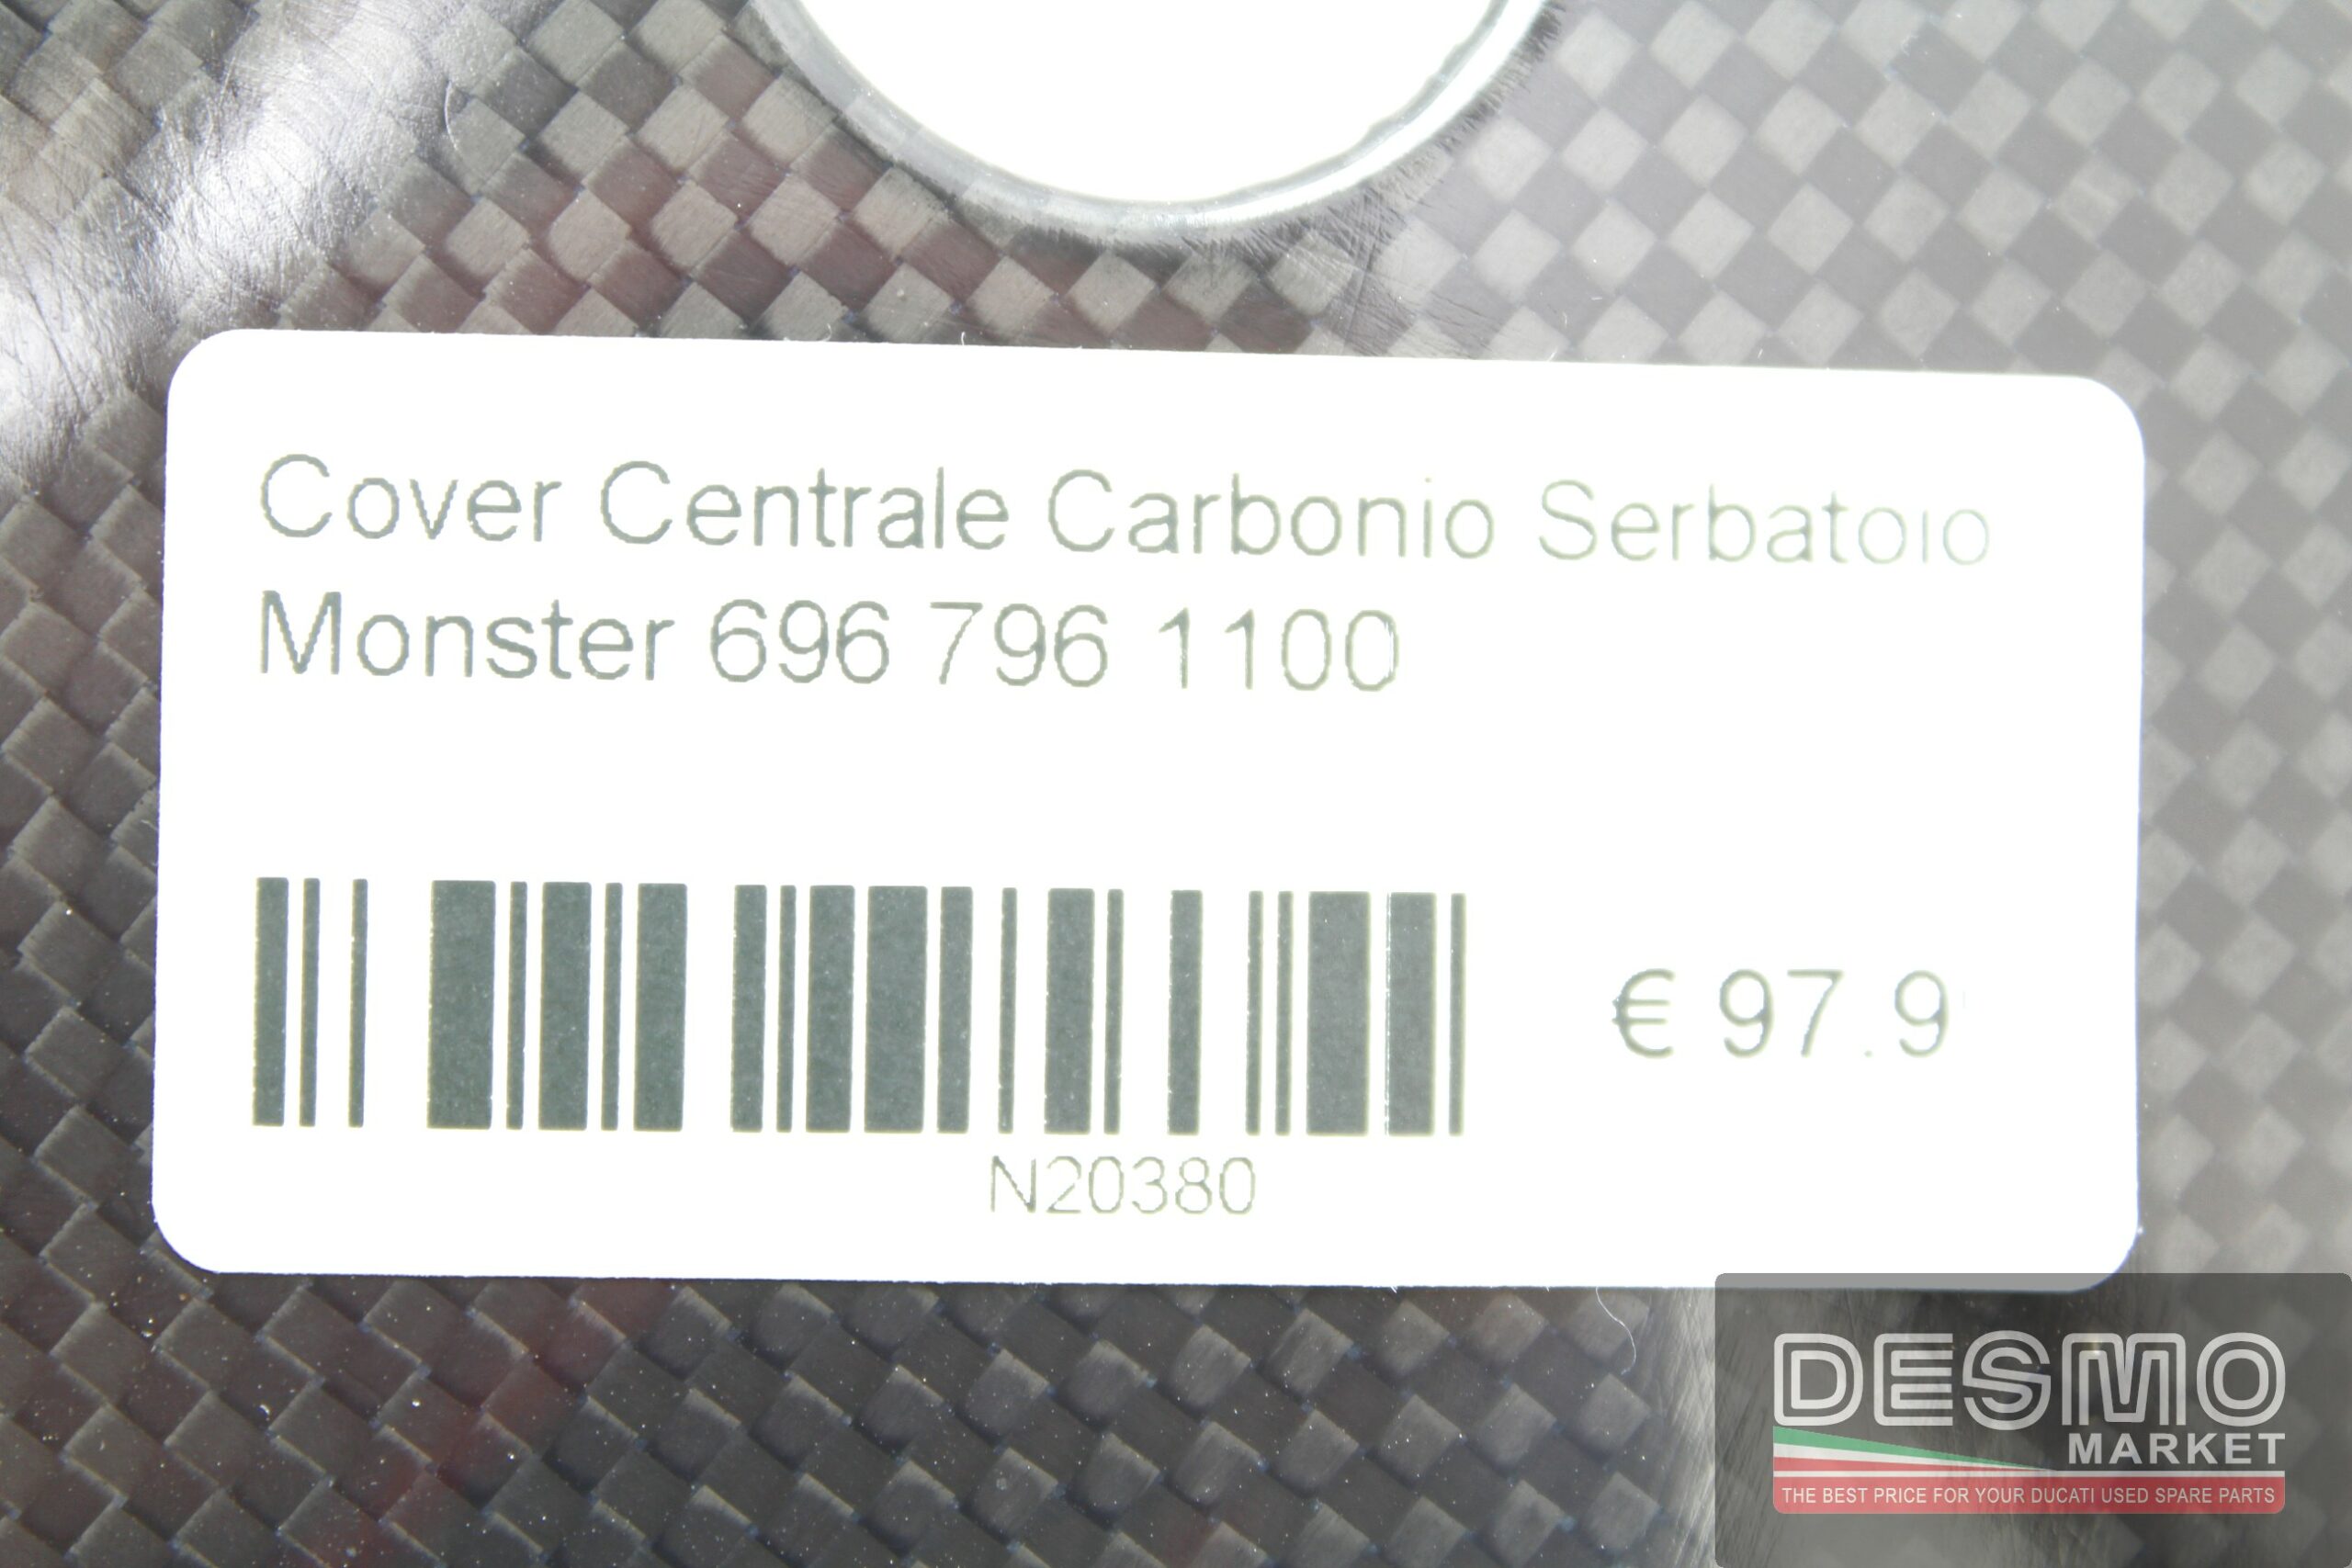 Cover Centrale Carbonio Serbatoio
Monster 696 796 1100
€ 97.9
N20380
DESMO
MARKET
THE BEST PRICE FOR YOUR DUCATI USED SPARE PARTS